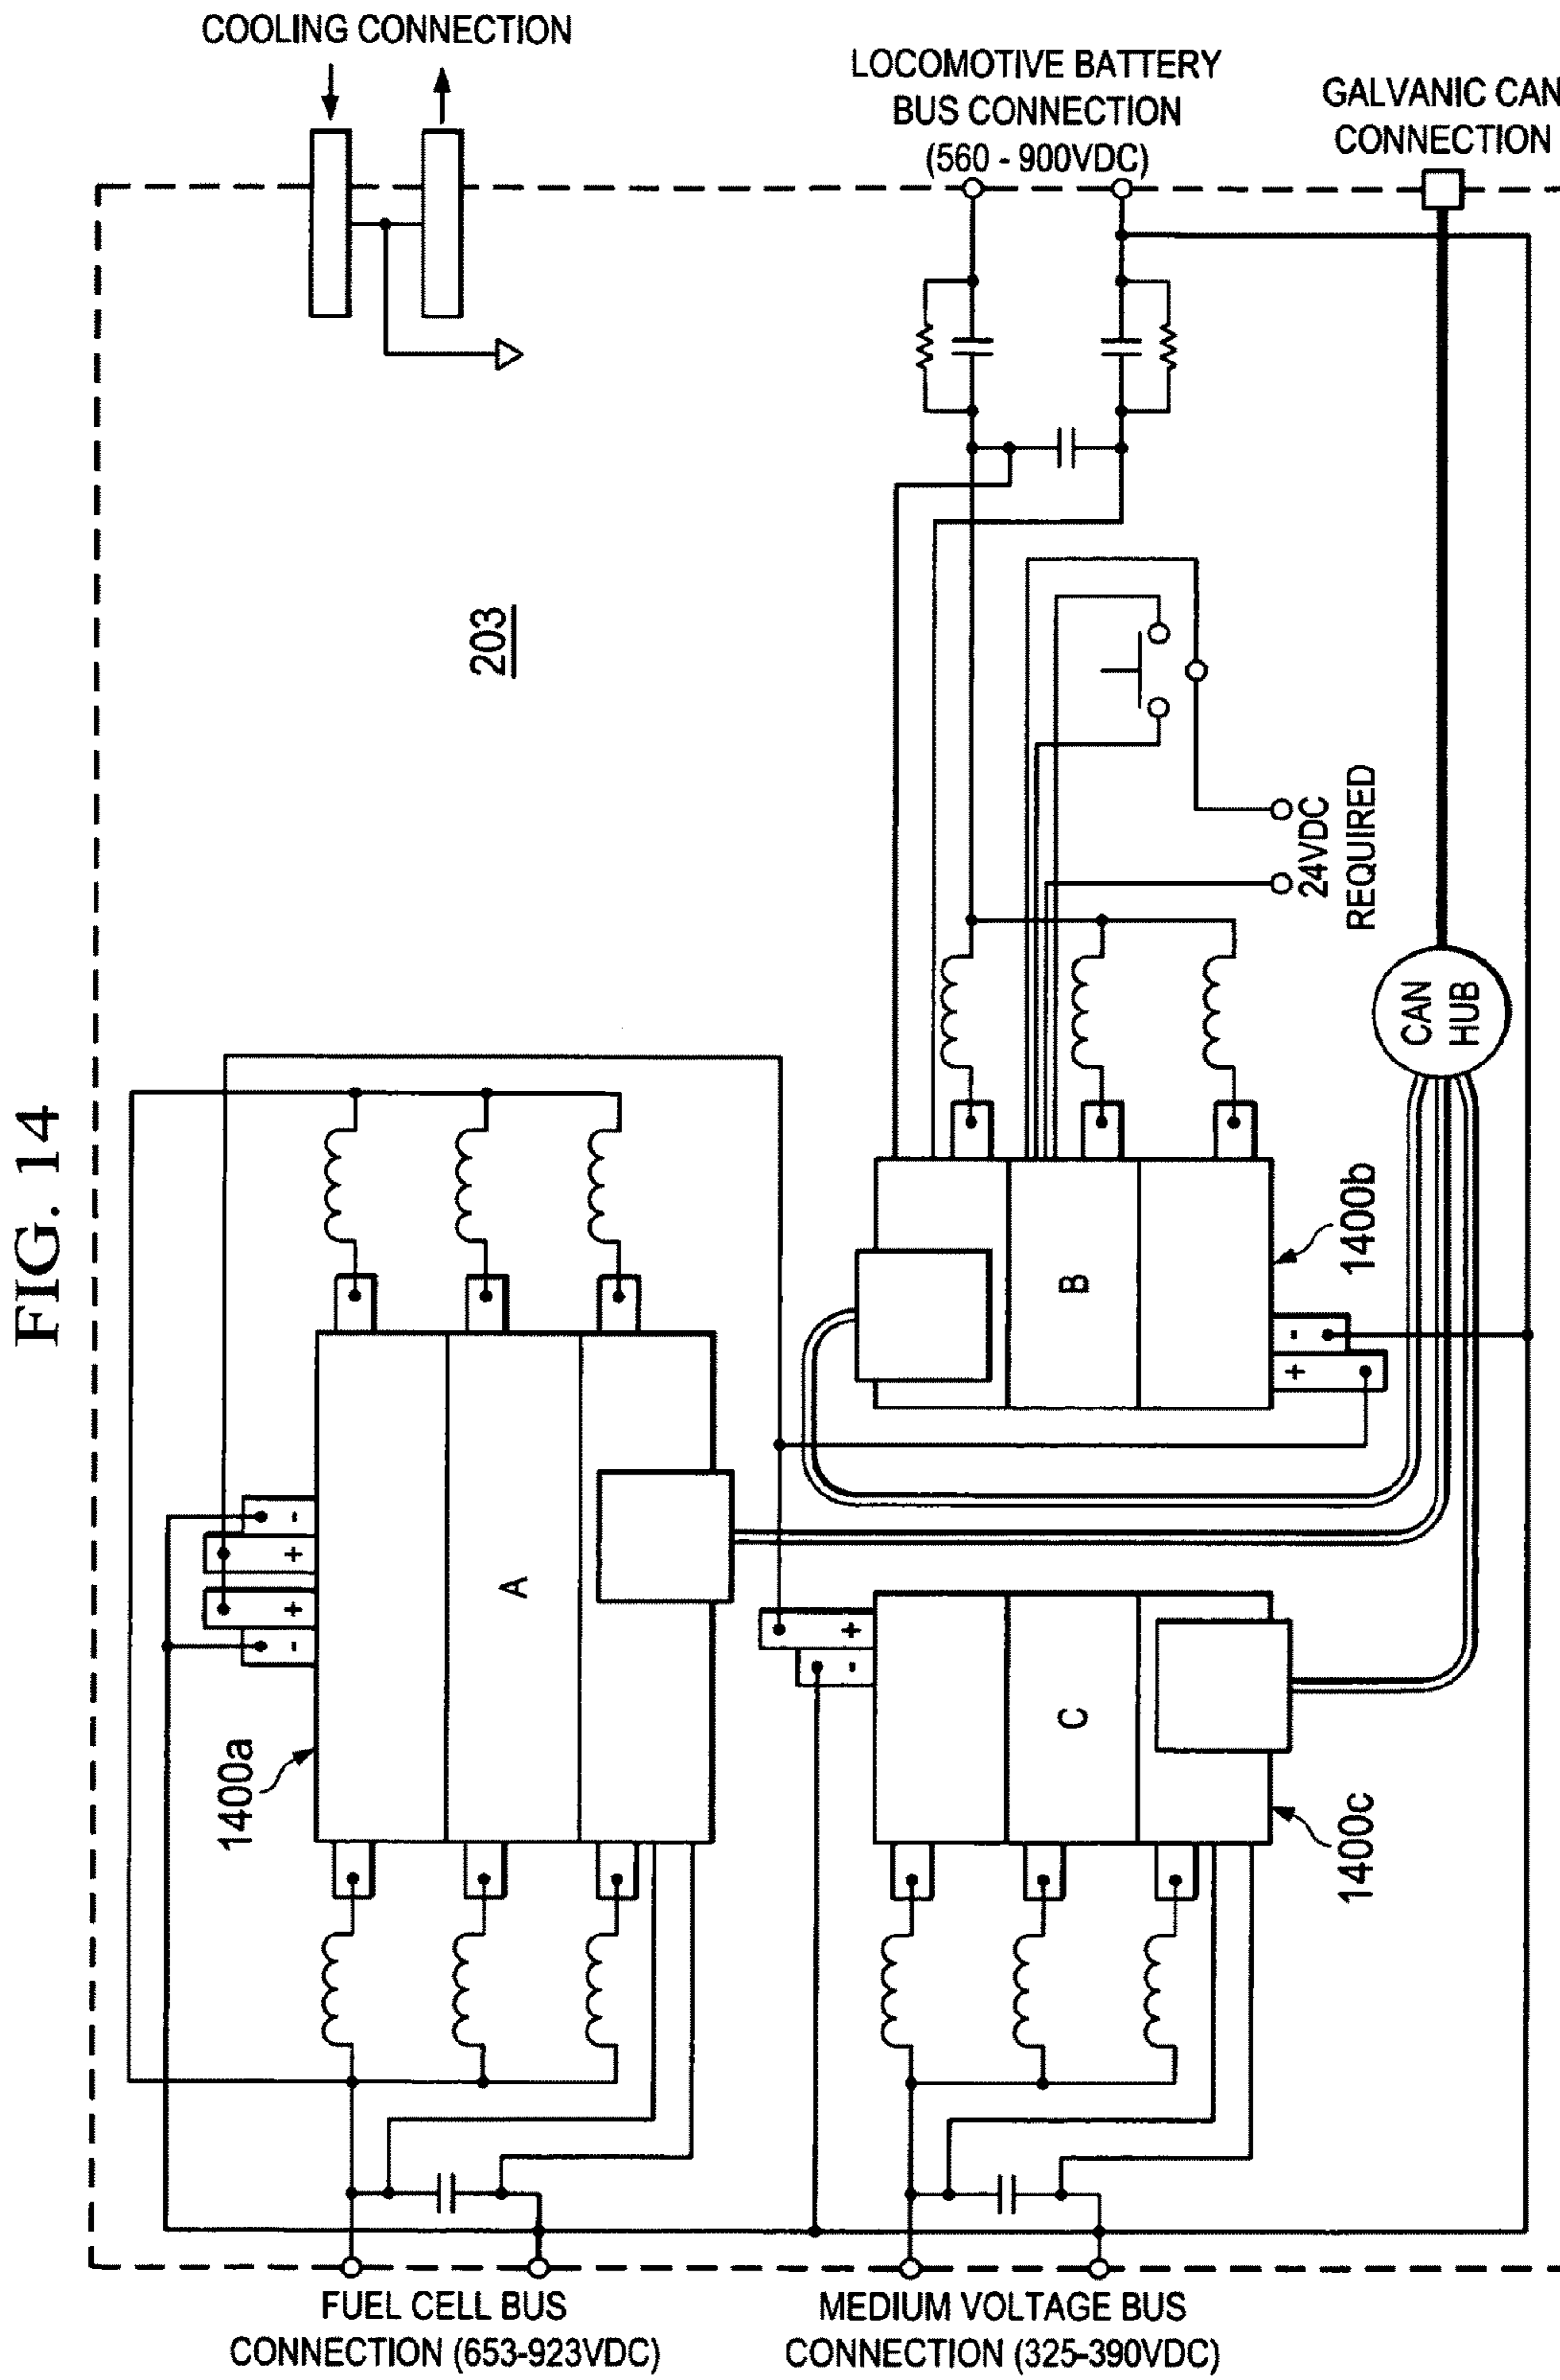 FIG. 14
COOLING CONNECTION
LOCOMOTIVE BATTERY
BUS CONNECTION
(560 - 900VDC)
GALVANIC CAN
CONNECTION
203
24VDC
REQUIRED
CAN
HUB
-
+
+
-
A
1400a
B
1400b
-
+
+
-
C
1400c
FUEL CELL BUS
CONNECTION (653-923VDC)
MEDIUM VOLTAGE BUS
CONNECTION (325-390VDC)